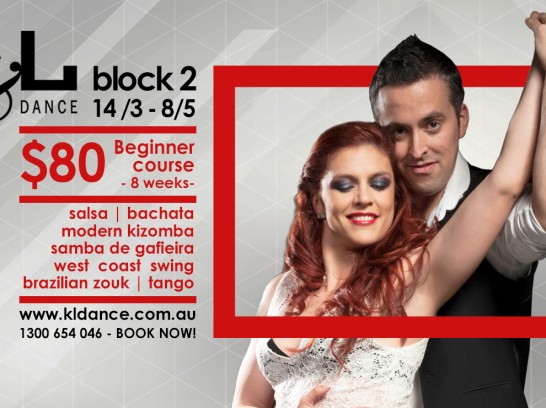 &L
DANCE
block 2
14/3 - 8/5
$80
Beginner
course
- 8 weeks-
salsa | bachata
modern kizomba
samba de gafieira
west coast swing
brazilian zouk | tango
www.kldance.com.au
1300 654 046 - BOOK NOW!